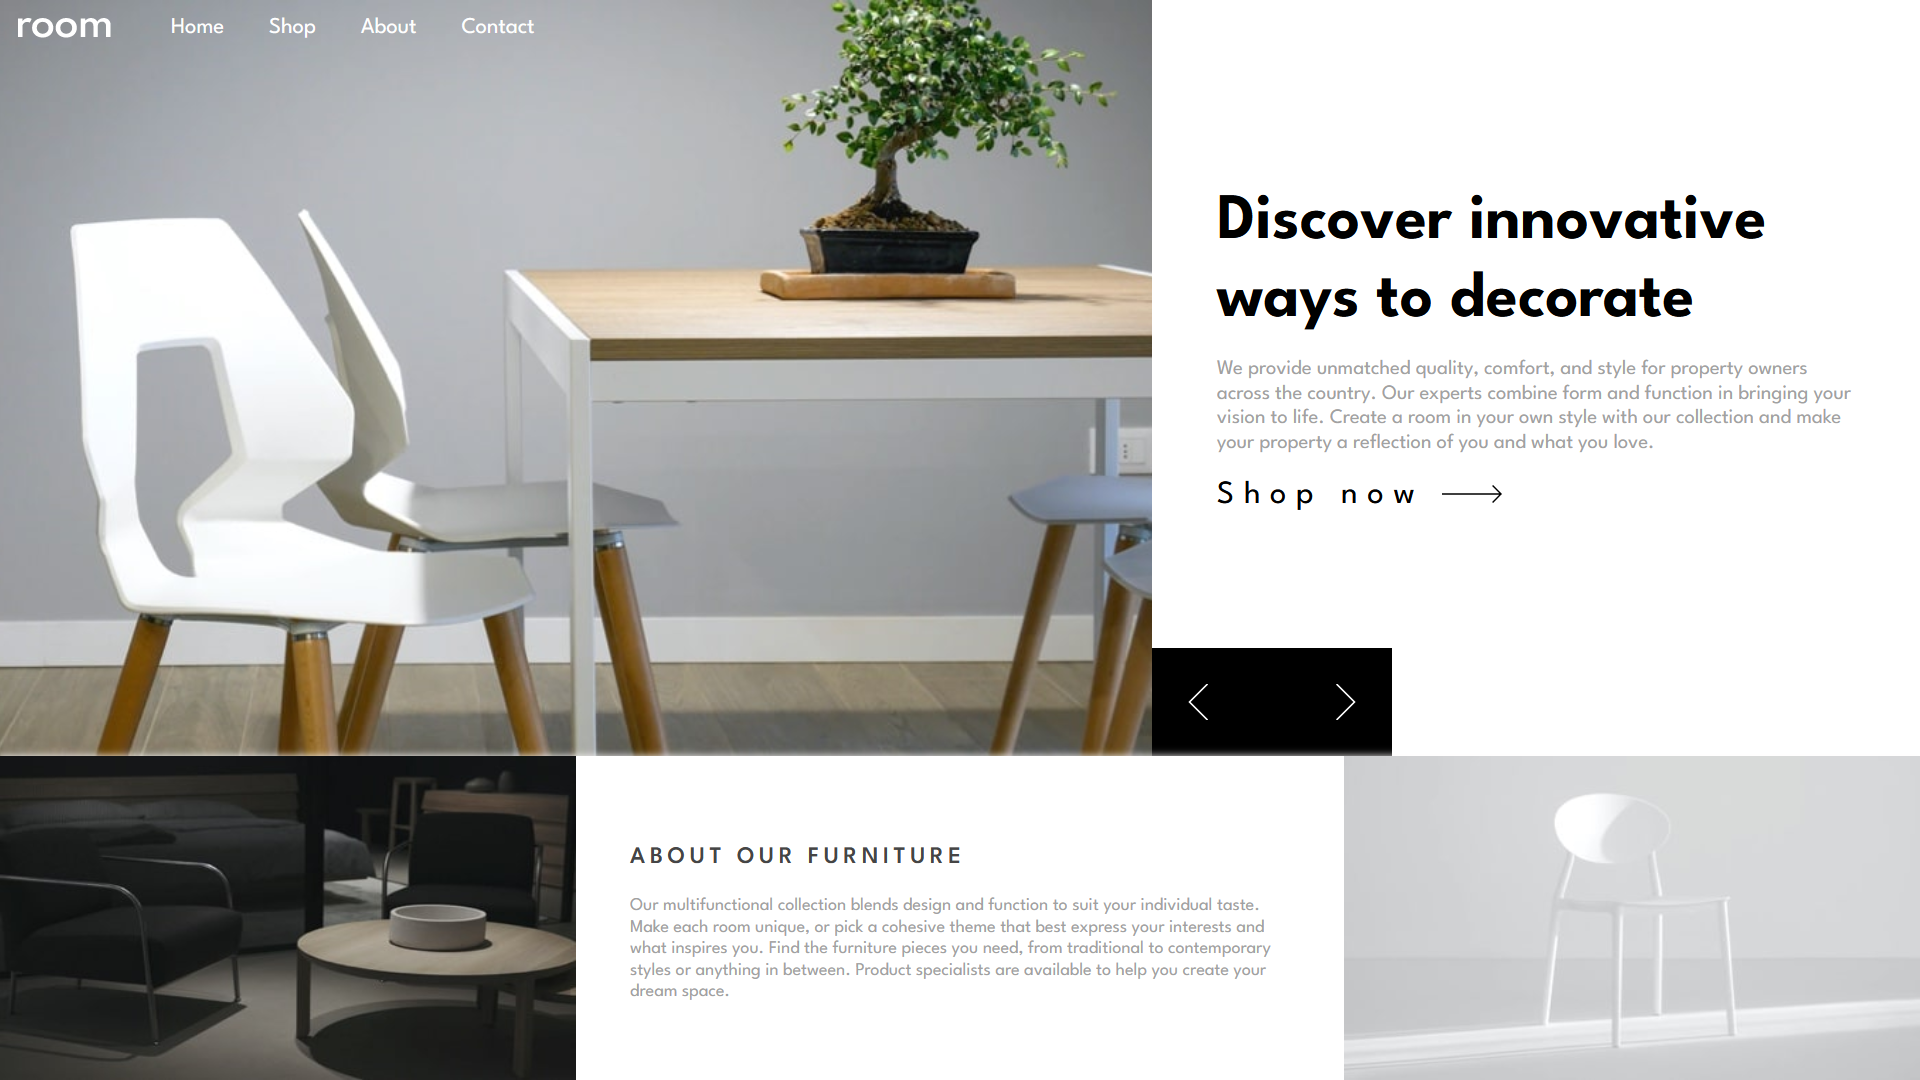 room
Home
Shop
About
Contact
Discover innovative
ways to decorate
We provide unmatched quality, comfort, and style for property owners
across the country. Our experts combine form and function in bringing your
vision to life. Create a room in your own style with our collection and make
your property a reflection of you and what you love.
Shop now
ABOUT OUR FURNITURE
Our multifunctional collection blends design and function to suit your individual taste.
Make each room unique, or pick a cohesive theme that best express your interests and
what inspires you. Find the furniture pieces you need, from traditional to contemporary
styles or anything in between. Product specialists are available to help you create your
dream space.